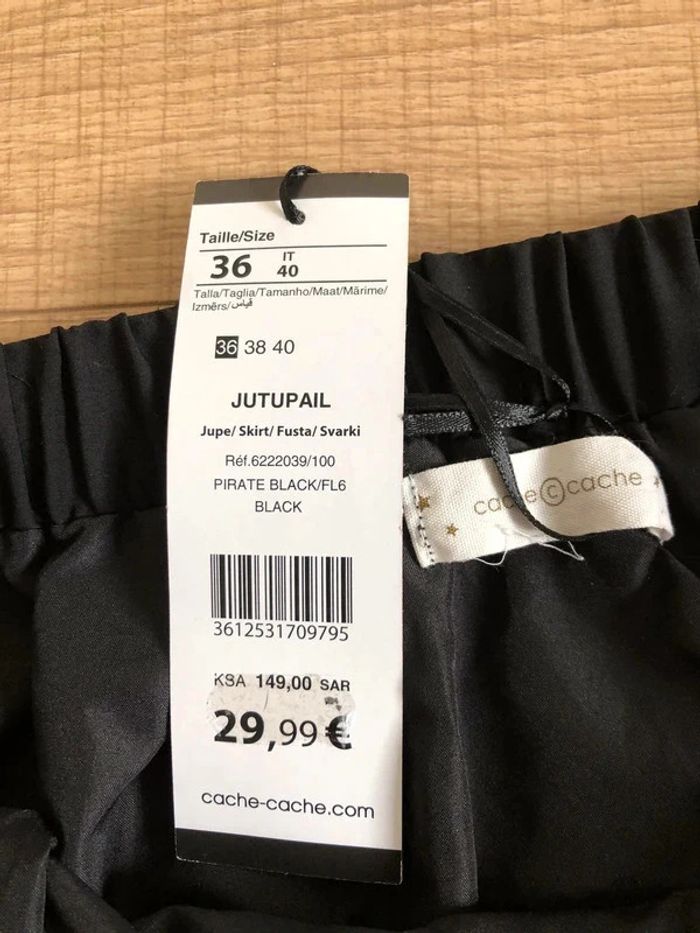 Taille/Size
36 IT 40
Talla/Taglia/Tamanho/Maat/Mărime/
Izmērs/قياس
36 38 40
JUTUPAIL
Jupe/ Skirt/ Fusta/ Svarki
Réf.6222039/100
PIRATE BLACK/FL6
BLACK
3612531709795
KSA 149,00 SAR
29,99 €
cache-cache.com
cache c cache